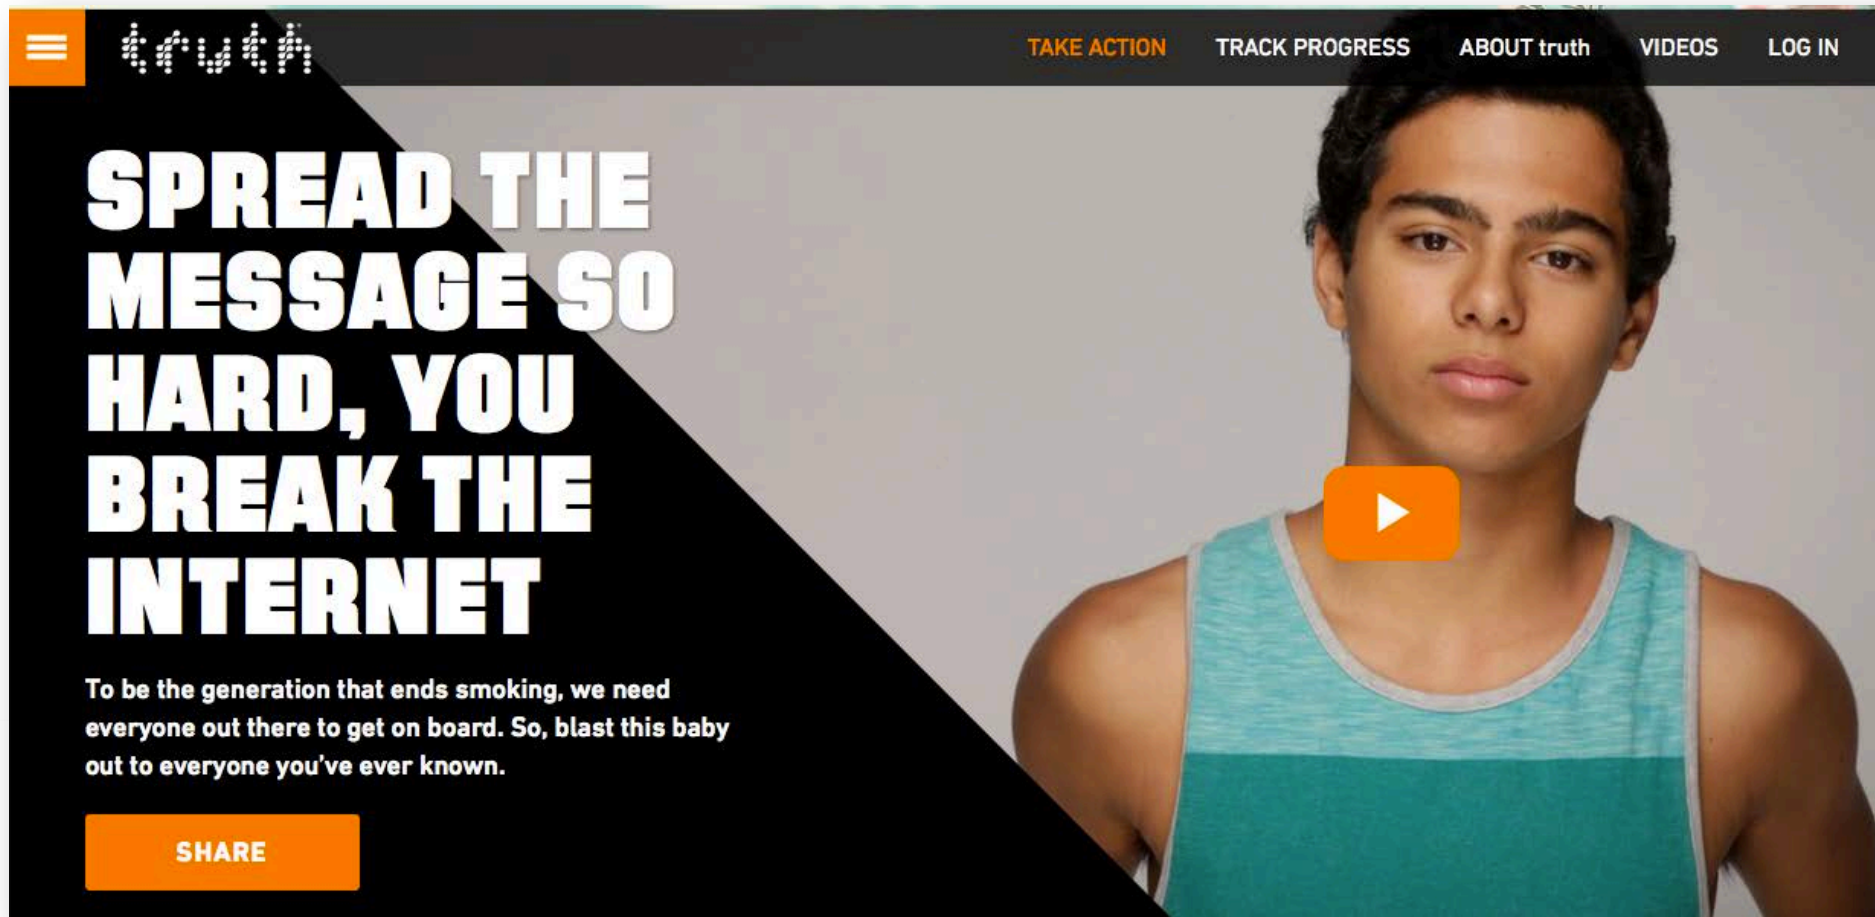 truth
TAKE ACTION TRACK PROGRESS ABOUT truth VIDEOS LOG IN
SPREAD THE
MESSAGE SO
HARD, YOU
BREAK THE
INTERNET
To be the generation that ends smoking, we need
everyone out there to get on board. So, blast this baby
out to everyone you've ever known.
SHARE